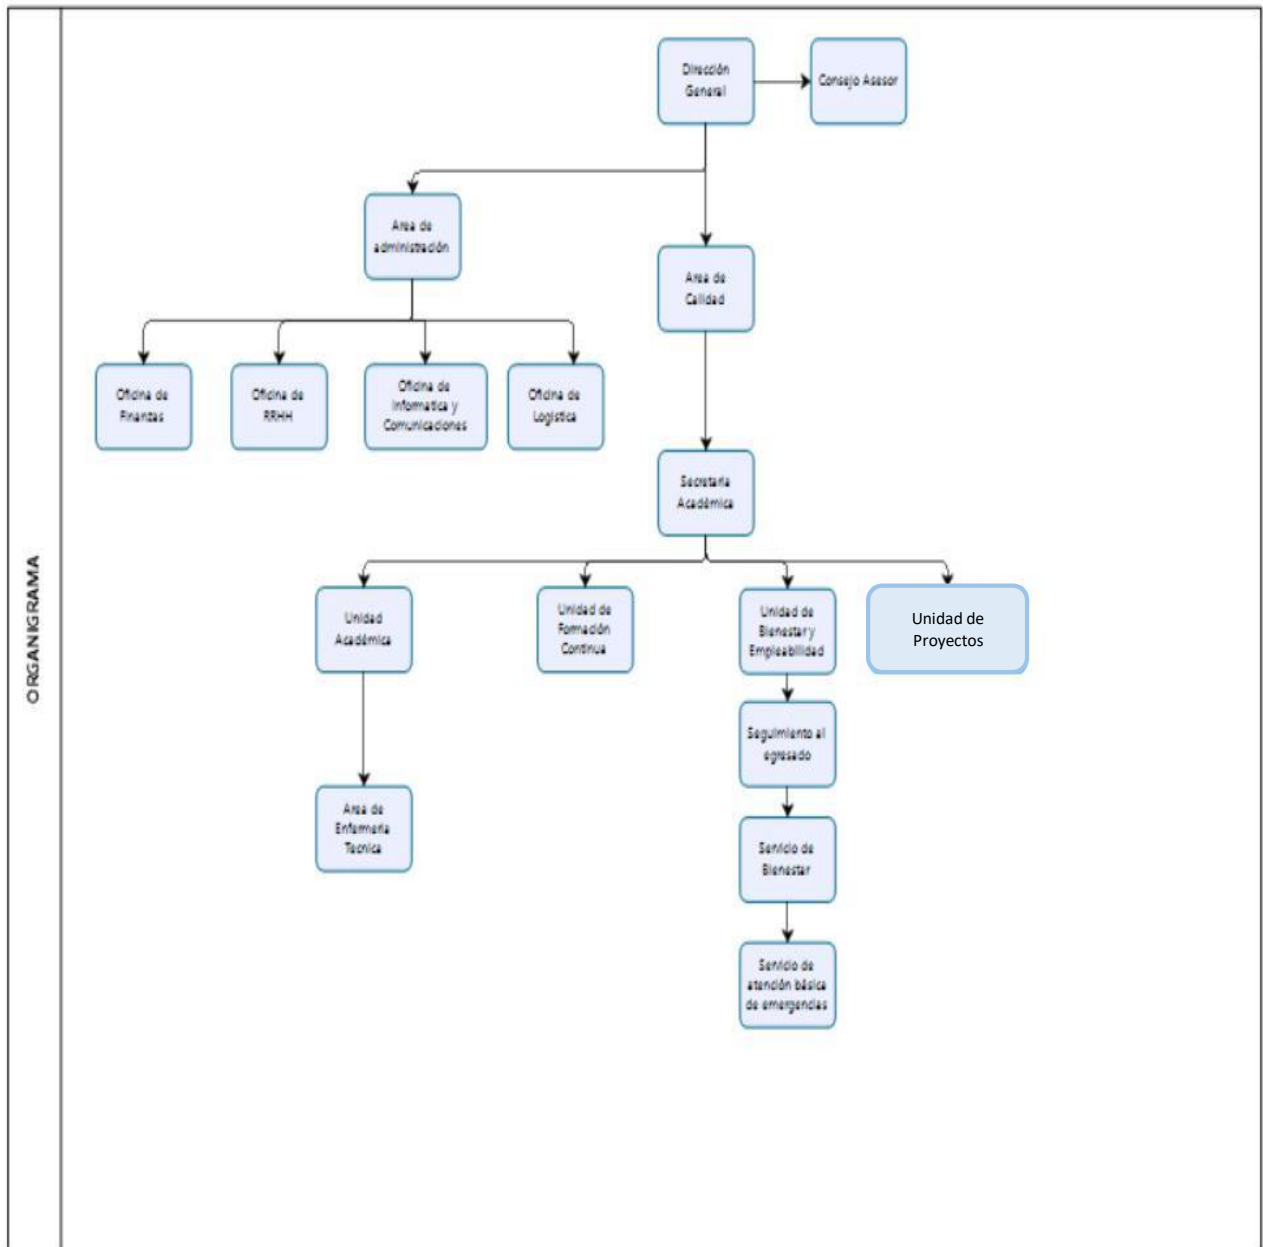 ORGANIGRAMA
Dirección
General
Consejo Asesor
Area de
administración
Area de
Calidad
Oficina de
Finanzas
Oficina de
RRHH
Oficina de
Informatica y
Comunicaciones
Oficina de
Logistica
Secretaria
Académica
Unidad
Académica
Unidad de
Formación
Continua
Unidad de
Bienestar y
Empleabilidad
Unidad de
Proyectos
Seguimiento al
egresado
Area de
Enfermeria
Tecnica
Servicio de
Bienestar
Servicio de
atención básica
de emergencias